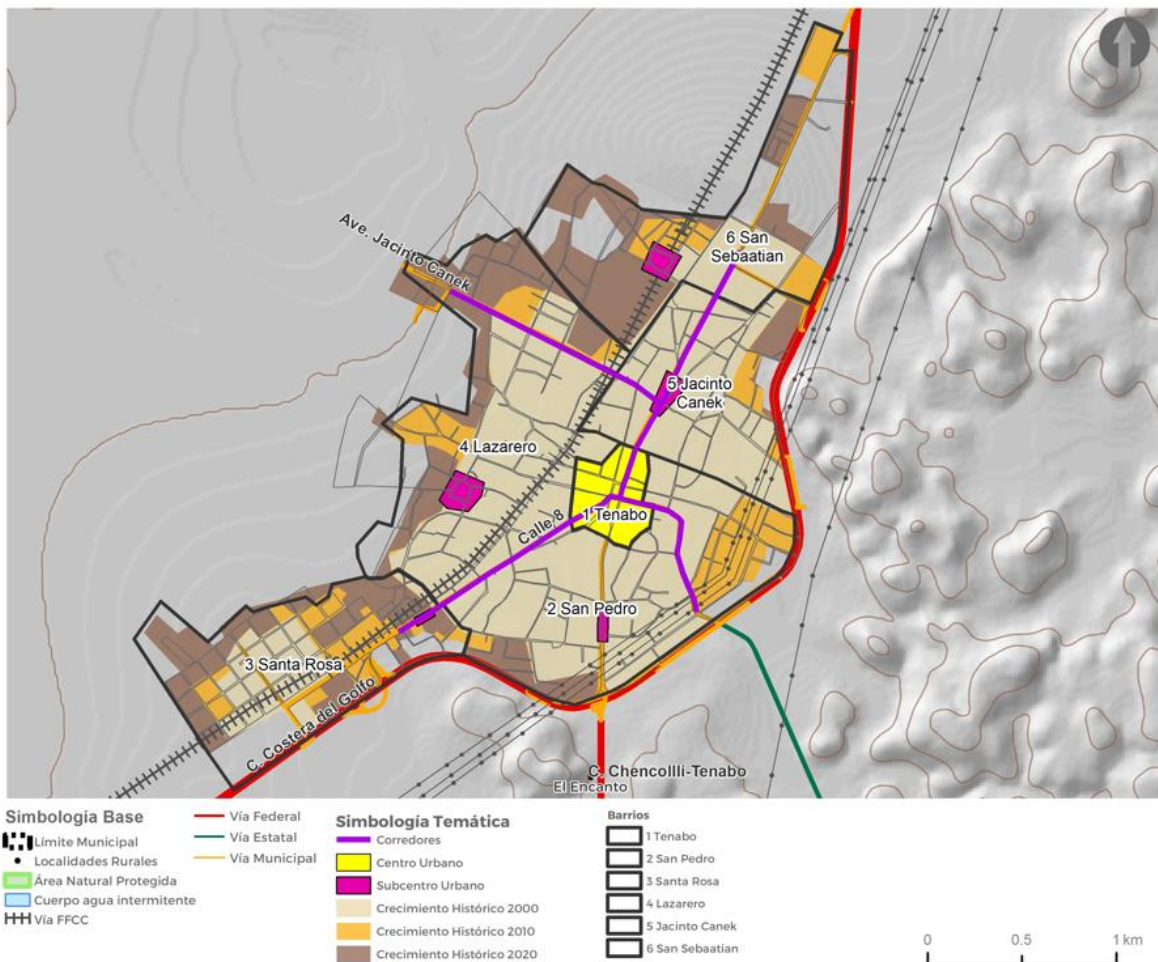 Ave. Jacinto Canek
6 San
Sebaatian
5 Jacinto
Canek
4 Lazarero
1 Tenabo
Calle 8
2 San Pedro
3 Santa Rosa
C. Costera del Golfo
C. Chencolllí-Tenabo
El Encanto
Simbología Base
Límite Municipal
Localidades Rurales
Área Natural Protegida
Cuerpo agua intermitente
Vía FFCC
Vía Federal
Vía Estatal
Vía Municipal
Simbología Temática
Corredores
Centro Urbano
Subcentro Urbano
Crecimiento Histórico 2000
Crecimiento Histórico 2010
Crecimiento Histórico 2020
Barrios
1 Tenabo
2 San Pedro
3 Santa Rosa
4 Lazarero
5 Jacinto Canek
6 San Sebaatian
0 0.5 1 km